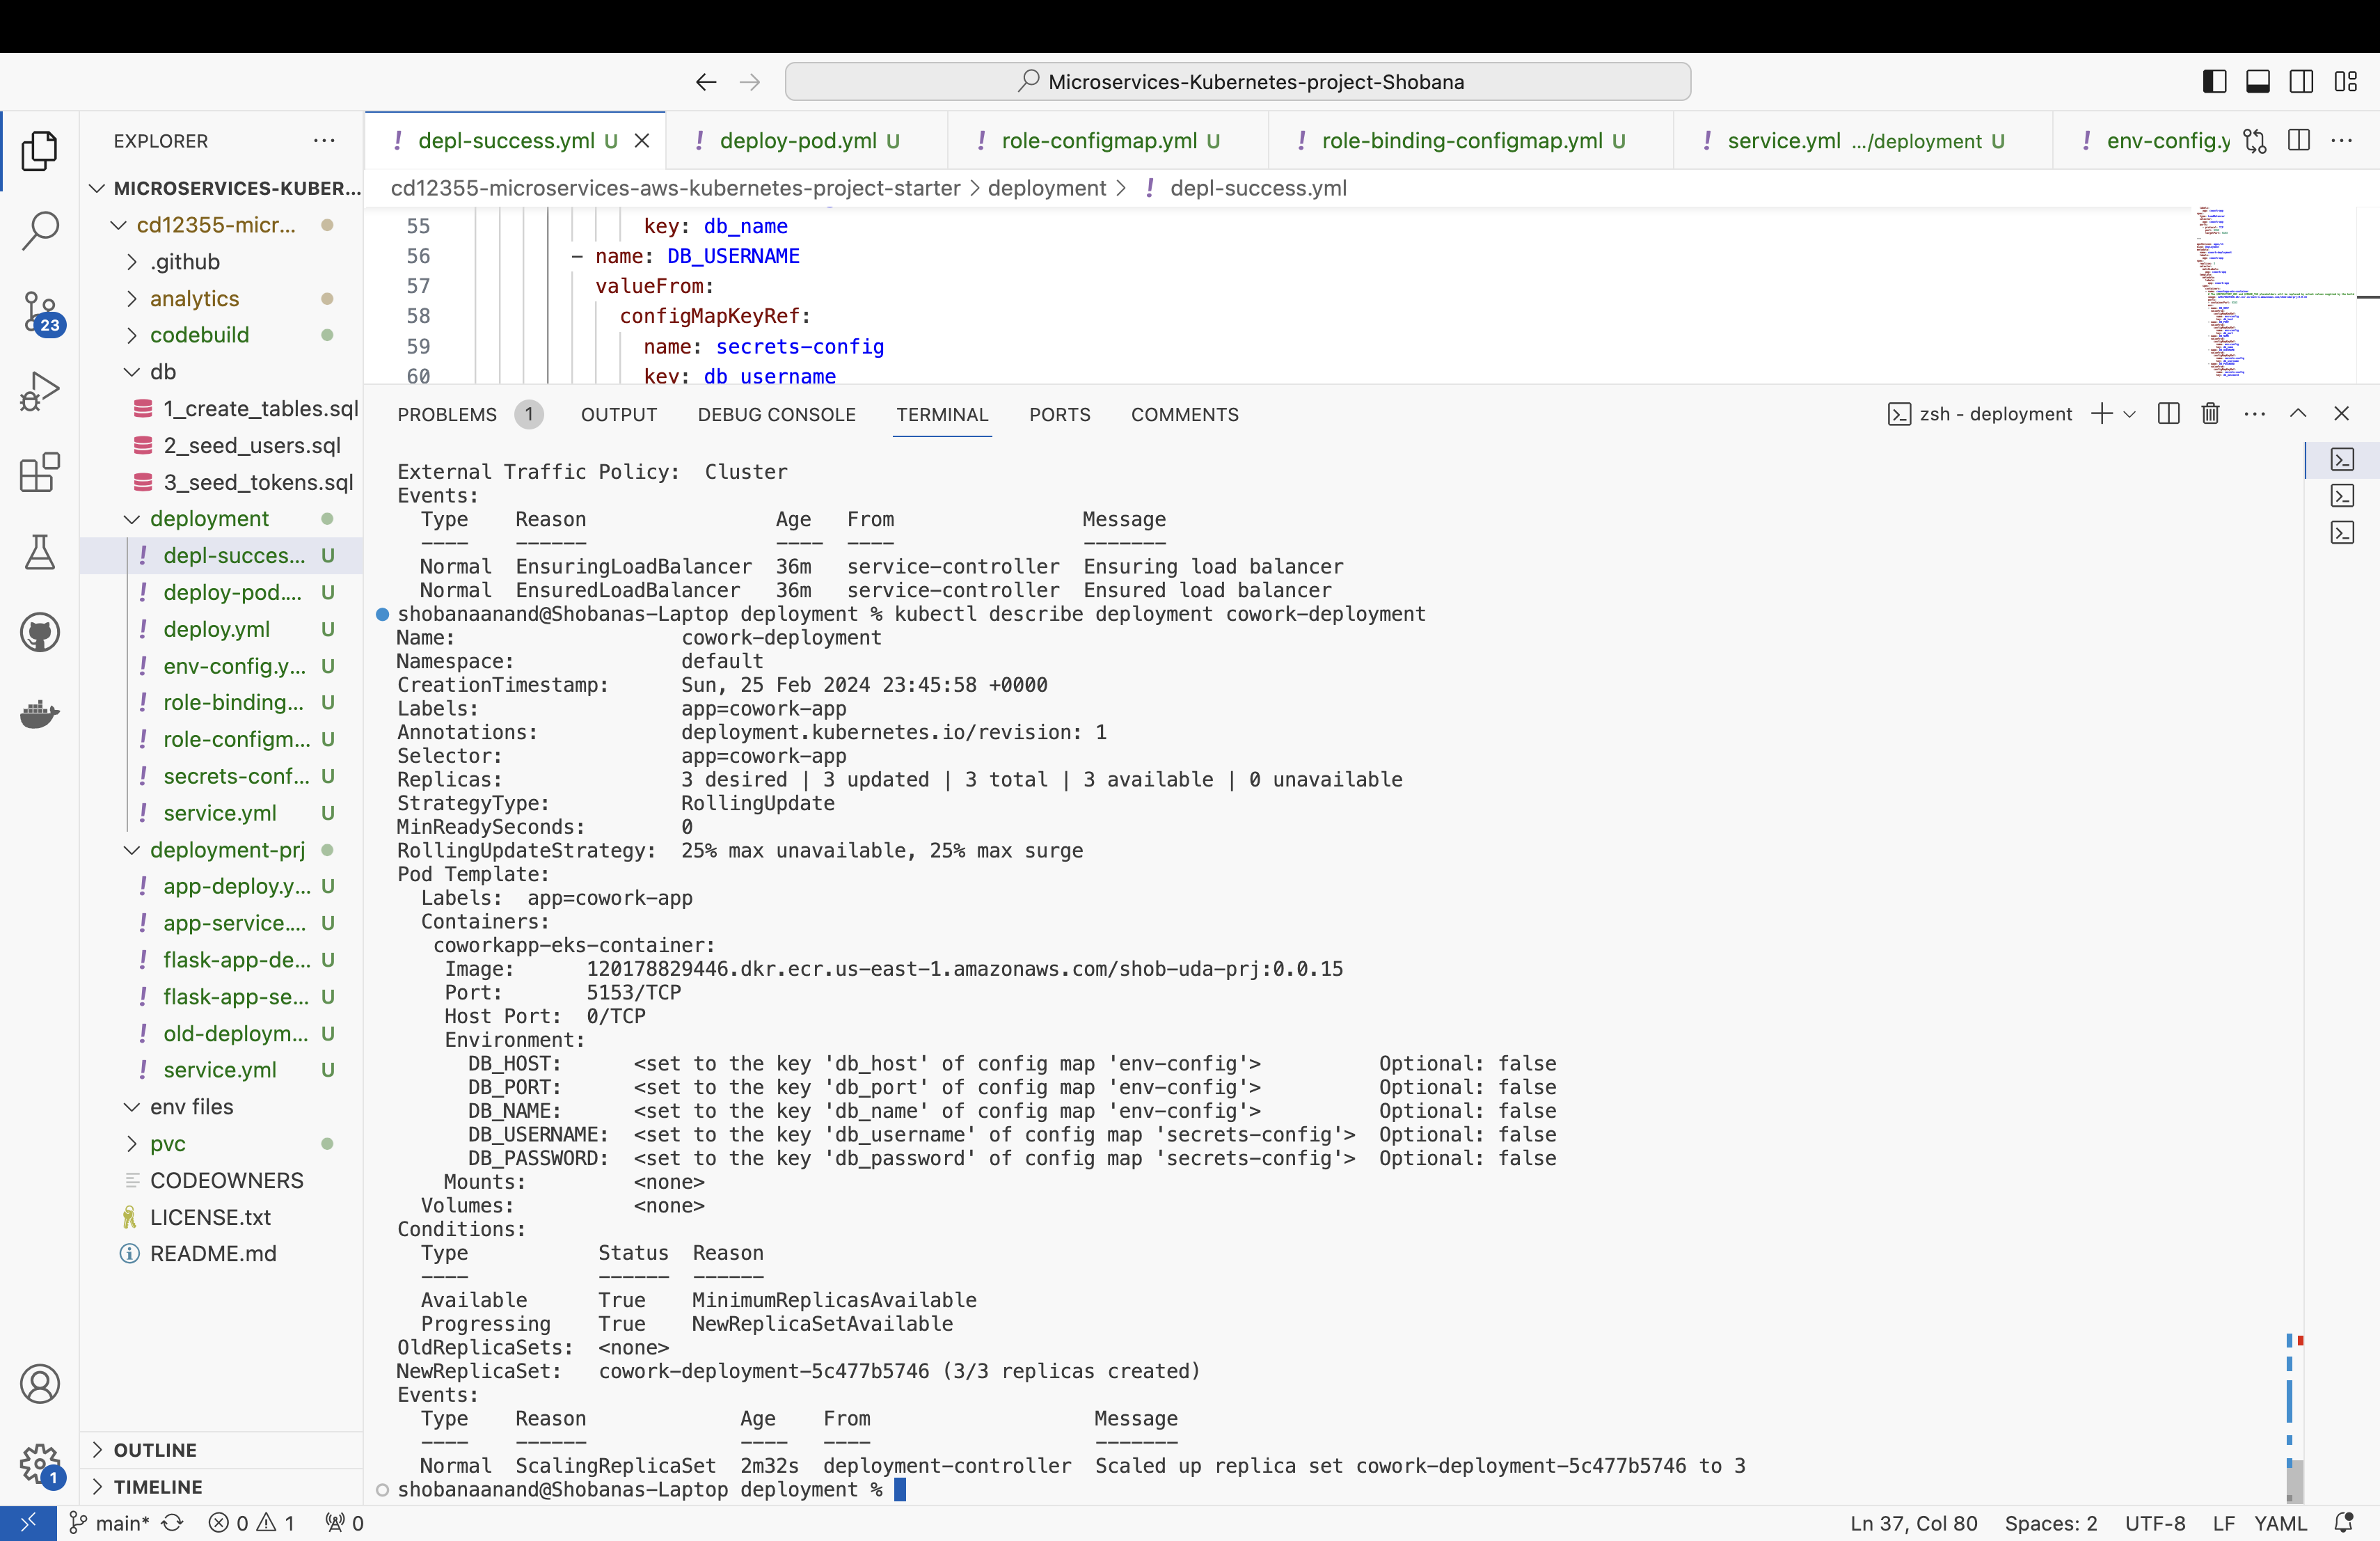 Microservices-Kubernetes-project-Shobana
EXPLORER
MICROSERVICES-KUBER...
cd12355-micr...
.github
analytics
codebuild
db
1_create_tables.sql
2_seed_users.sql
3_seed_tokens.sql
deployment
depl-succes... U
deploy-pod.... U
deploy.yml U
env-config.y... U
role-binding... U
role-configm... U
secrets-conf... U
service.yml U
deployment-prj
app-deploy.y... U
app-service.... U
flask-app-de... U
flask-app-se... U
old-deploym... U
service.yml U
env files
pvc
CODEOWNERS
LICENSE.txt
README.md
OUTLINE
TIMELINE
23
1
! depl-success.yml U ! deploy-pod.yml U ! role-configmap.yml U ! role-binding-configmap.yml U ! service.yml .../deployment U ! env-config.y
cd12355-microservices-aws-kubernetes-project-starter > deployment > ! depl-success.yml
55 key: db_name
56 - name: DB_USERNAME
57 valueFrom:
58 configMapKeyRef:
59 name: secrets-config
60 key: db_username
PROBLEMS 1 OUTPUT DEBUG CONSOLE TERMINAL PORTS COMMENTS zsh - deployment
External Traffic Policy:  Cluster
Events:
Type    Reason                Age   From                Message
----    ------                ----  ----                -------
Normal  EnsuringLoadBalancer  36m   service-controller  Ensuring load balancer
Normal  EnsuredLoadBalancer   36m   service-controller  Ensured load balancer
shobanaanand@Shobanas-Laptop deployment % kubectl describe deployment cowork-deployment
Name:                   cowork-deployment
Namespace:              default
CreationTimestamp:      Sun, 25 Feb 2024 23:45:58 +0000
Labels:                 app=cowork-app
Annotations:            deployment.kubernetes.io/revision: 1
Selector:               app=cowork-app
Replicas:               3 desired | 3 updated | 3 total | 3 available | 0 unavailable
StrategyType:           RollingUpdate
MinReadySeconds:        0
RollingUpdateStrategy:  25% max unavailable, 25% max surge
Pod Template:
Labels:  app=cowork-app
Containers:
coworkapp-eks-container:
Image:      120178829446.dkr.ecr.us-east-1.amazonaws.com/shob-uda-prj:0.0.15
Port:       5153/TCP
Host Port:  0/TCP
Environment:
DB_HOST:      <set to the key 'db_host' of config map 'env-config'>          Optional: false
DB_PORT:      <set to the key 'db_port' of config map 'env-config'>          Optional: false
DB_NAME:      <set to the key 'db_name' of config map 'env-config'>          Optional: false
DB_USERNAME:  <set to the key 'db_username' of config map 'secrets-config'>  Optional: false
DB_PASSWORD:  <set to the key 'db_password' of config map 'secrets-config'>  Optional: false
Mounts:         <none>
Volumes:          <none>
Conditions:
Type           Status  Reason
----           ------  ------
Available      True    MinimumReplicasAvailable
Progressing    True    NewReplicaSetAvailable
OldReplicaSets:  <none>
NewReplicaSet:   cowork-deployment-5c477b5746 (3/3 replicas created)
Events:
Type    Reason             Age    From                   Message
----    ------             ----   ----                   -------
Normal  ScalingReplicaSet  2m32s  deployment-controller  Scaled up replica set cowork-deployment-5c477b5746 to 3
shobanaanand@Shobanas-Laptop deployment %
main* 0 1 0 Ln 37, Col 80 Spaces: 2 UTF-8 LF YAML